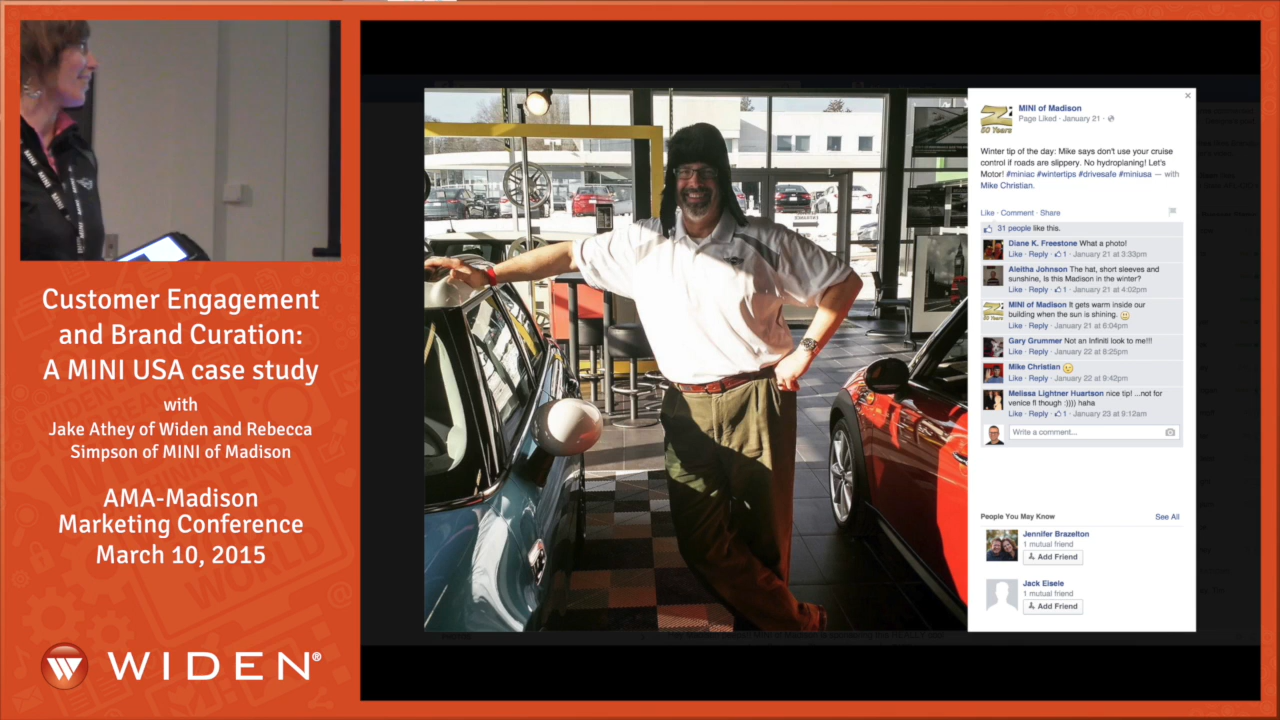 Customer Engagement
and Brand Curation:
A MINI USA case study
with
Jake Athey of Widen and Rebecca
Simpson of MINI of Madison
AMA-Madison
Marketing Conference
March 10, 2015
WIDEN®
MINI
50 Years
MINI of Madison
Page Liked · January 21 ·
Winter tip of the day: Mike says don't use your cruise
control if roads are slippery. No hydroplaning! Let's
Motor! #miniac #wintertips #drivesafe #miniusa — with
Mike Christian.
Like · Comment · Share
31 people like this.
Diane K. Freestone What a photo!
Like · Reply · 1 · January 21 at 3:33pm
Aleitha Johnson The hat, short sleeves and
sunshine, Is this Madison in the winter?
Like · Reply · 1 · January 21 at 4:02pm
MINI of Madison It gets warm inside our
building when the sun is shining. 🙂
Like · Reply · January 21 at 6:04pm
Gary Grummer Not an Infiniti look to me!!!
Like · Reply · January 22 at 8:25pm
Mike Christian 😉
Like · Reply · January 22 at 9:42pm
Melissa Lightner Huartson nice tip! ...not for
venice fl though :)))) haha
Like · Reply · 1 · January 23 at 9:12am
Write a comment...
People You May Know
See All
Jennifer Brazelton
1 mutual friend
Add Friend
Jack Eisele
1 mutual friend
Add Friend